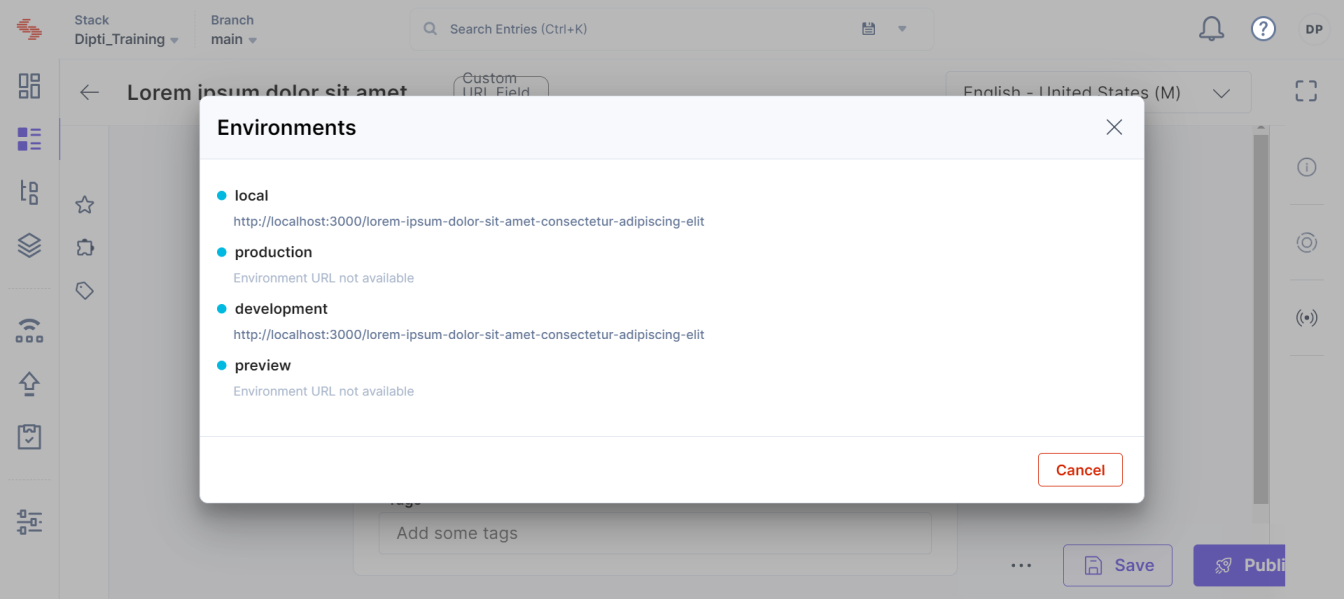 Stack
Branch
Dipti_Training
main
Search Entries (Ctrl+K)
?
DP
Lorem ipsum dolor sit amet
Custom
URL Field
English - United States (M)
Environments
local
http://localhost:3000/lorem-ipsum-dolor-sit-amet-consectetur-adipiscing-elit
production
Environment URL not available
development
http://localhost:3000/lorem-ipsum-dolor-sit-amet-consectetur-adipiscing-elit
preview
Environment URL not available
Cancel
Tags
Add some tags
Save
Publi